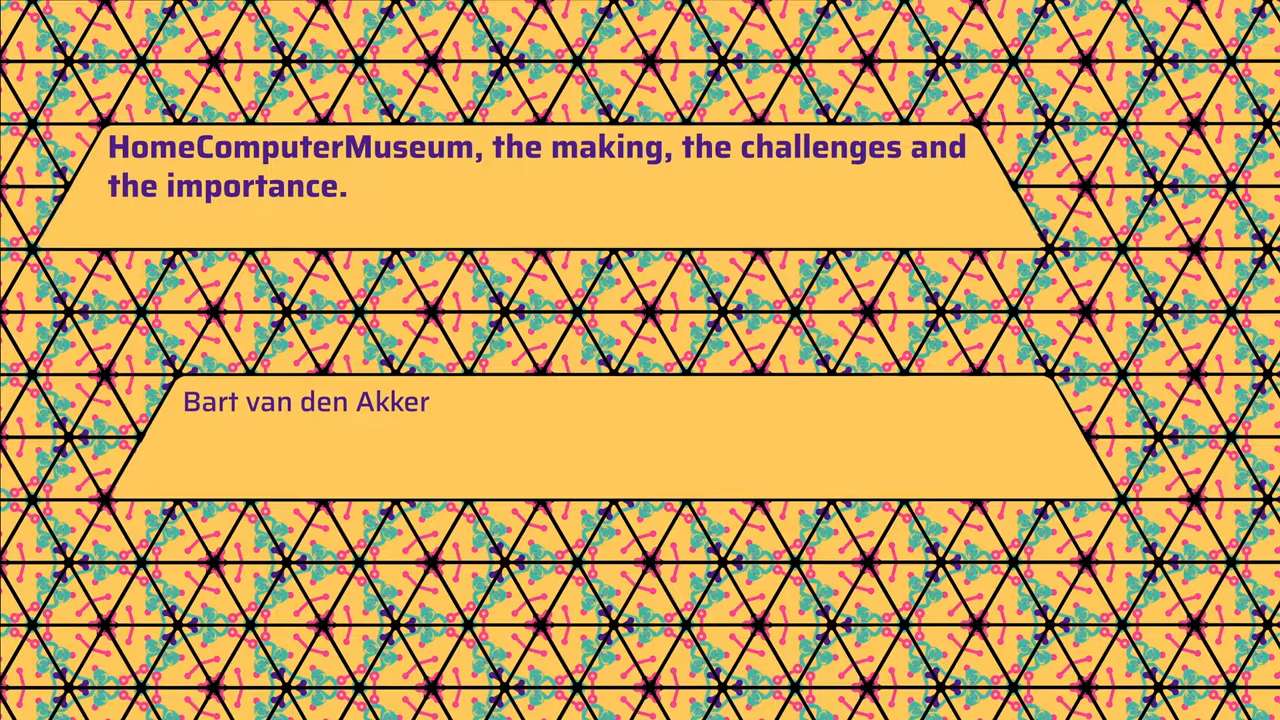 HomeComputerMuseum, the making, the challenges and
the importance.
Bart van den Akker